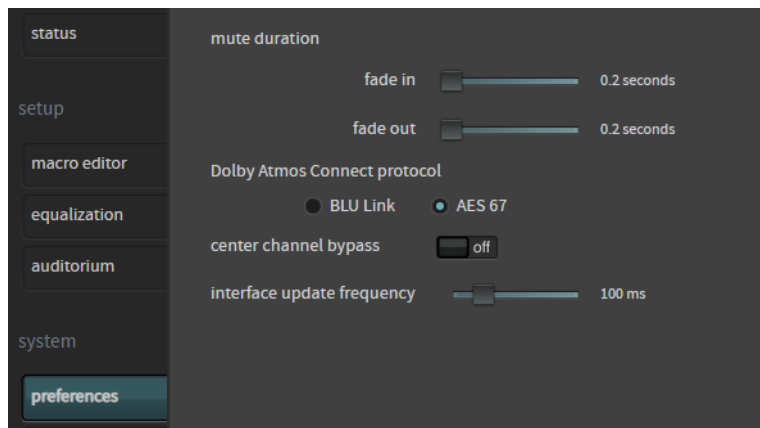 status
setup
macro editor
equalization
auditorium
system
preferences
mute duration
fade in 0.2 seconds
fade out 0.2 seconds
Dolby Atmos Connect protocol
BLU Link AES 67
center channel bypass off
interface update frequency 100 ms